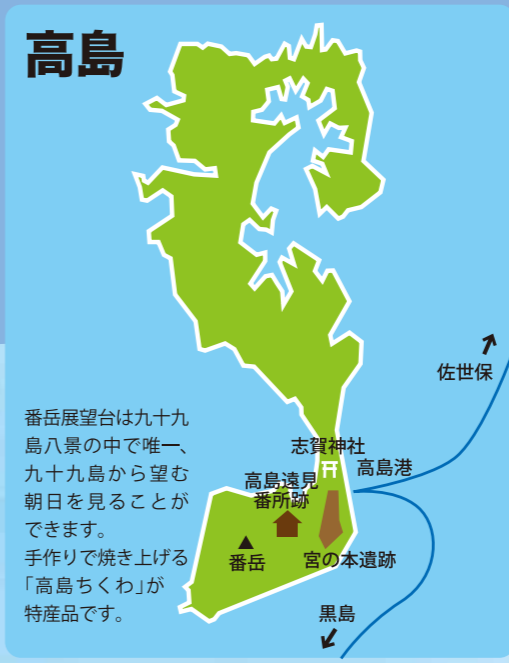 高島
佐世保
番岳展望台は九十九
島八景の中で唯一、
九十九島から望む
朝日を見ることが
できます。
手作りで焼き上げる
「高島ちくわ」が
特産品です。
志賀神社
高島港
高島遠見
番所跡
番岳
宮の本遺跡
黒島